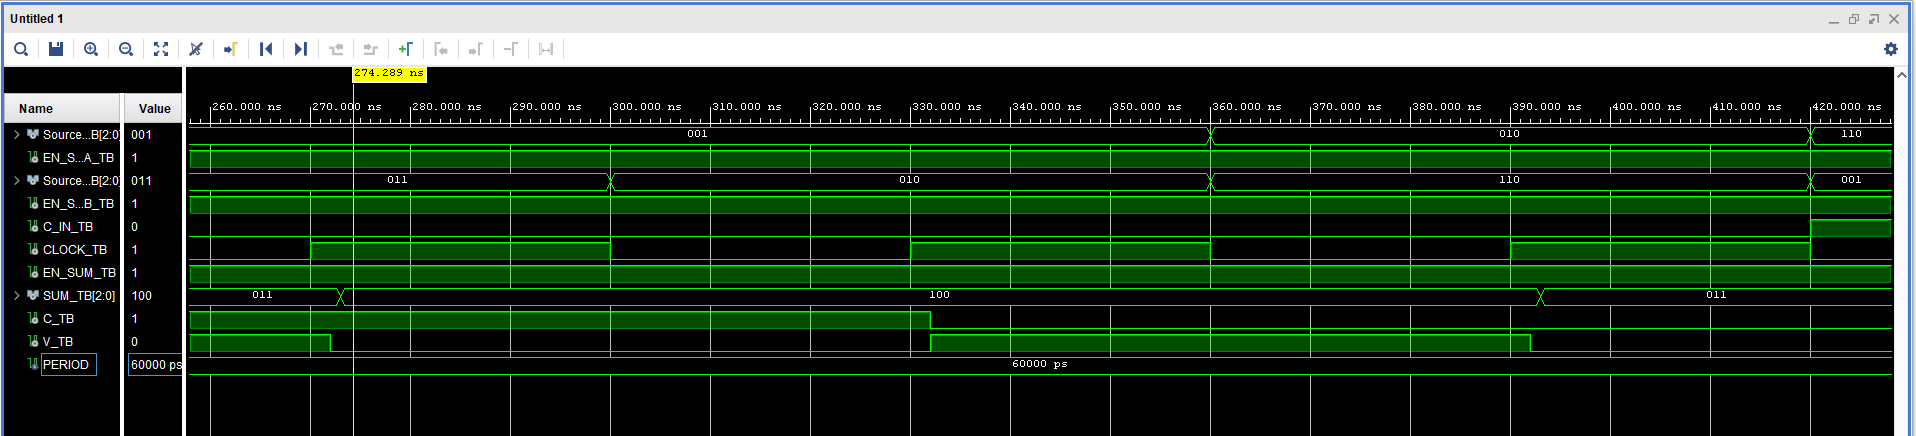 Untitled 1
274.289 ns
Name Value
260.000 ns 270.000 ns 280.000 ns 290.000 ns 300.000 ns 310.000 ns 320.000 ns 330.000 ns 340.000 ns 350.000 ns 360.000 ns 370.000 ns 380.000 ns 390.000 ns 400.000 ns 410.000 ns 420.000 ns
Source...B[2:0] 001 001 010 110
EN_S...A_TB 1
Source...B[2:0] 011 011 010 110 001
EN_S...B_TB 1
C_IN_TB 0
CLOCK_TB 1
EN_SUM_TB 1
SUM_TB[2:0] 100 011 100 011
C_TB 1
V_TB 0
PERIOD 60000 ps 60000 ps